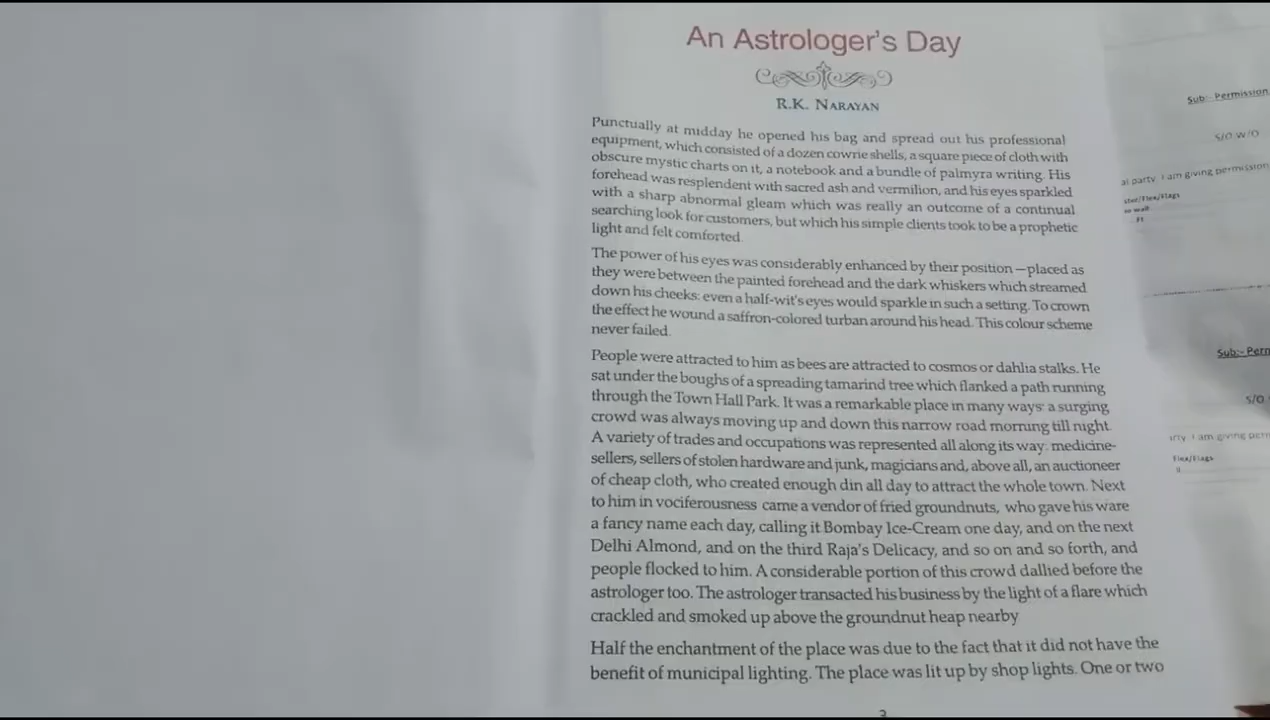 An Astrologer's Day
R.K. NARAYAN
Punctually at midday he opened his bag and spread out his professional
equipment, which consisted of a dozen cowrie shells, a square piece of cloth with
obscure mystic charts on it, a notebook and a bundle of palmyra writing. His
forehead was resplendent with sacred ash and vermilion, and his eyes sparkled
with a sharp abnormal gleam which was really an outcome of a continual
searching look for customers, but which his simple clients took to be a prophetic
light and felt comforted.
The power of his eyes was considerably enhanced by their position—placed as
they were between the painted forehead and the dark whiskers which streamed
down his cheeks: even a half-wit's eyes would sparkle in such a setting. To crown
the effect he wound a saffron-colored turban around his head. This colour scheme
never failed.
People were attracted to him as bees are attracted to cosmos or dahlia stalks. He
sat under the boughs of a spreading tamarind tree which flanked a path running
through the Town Hall Park. It was a remarkable place in many ways: a surging
crowd was always moving up and down this narrow road morning till night.
A variety of trades and occupations was represented all along its way: medicine-
sellers, sellers of stolen hardware and junk, magicians and, above all, an auctioneer
of cheap cloth, who created enough din all day to attract the whole town. Next
to him in vociferousness came a vendor of fried groundnuts, who gave his ware
a fancy name each day, calling it Bombay Ice-Cream one day, and on the next
Delhi Almond, and on the third Raja's Delicacy, and so on and so forth, and
people flocked to him. A considerable portion of this crowd dallied before the
astrologer too. The astrologer transacted his business by the light of a flare which
crackled and smoked up above the groundnut heap nearby
Half the enchantment of the place was due to the fact that it did not have the
benefit of municipal lighting. The place was lit up by shop lights. One or two
Sub:- Permission
S/O.W/O
al party. I am giving permission
ster/Flex/Flags
Ft
Sub:- Perm
S/O
rty. I am giving perm
Flex/Flags